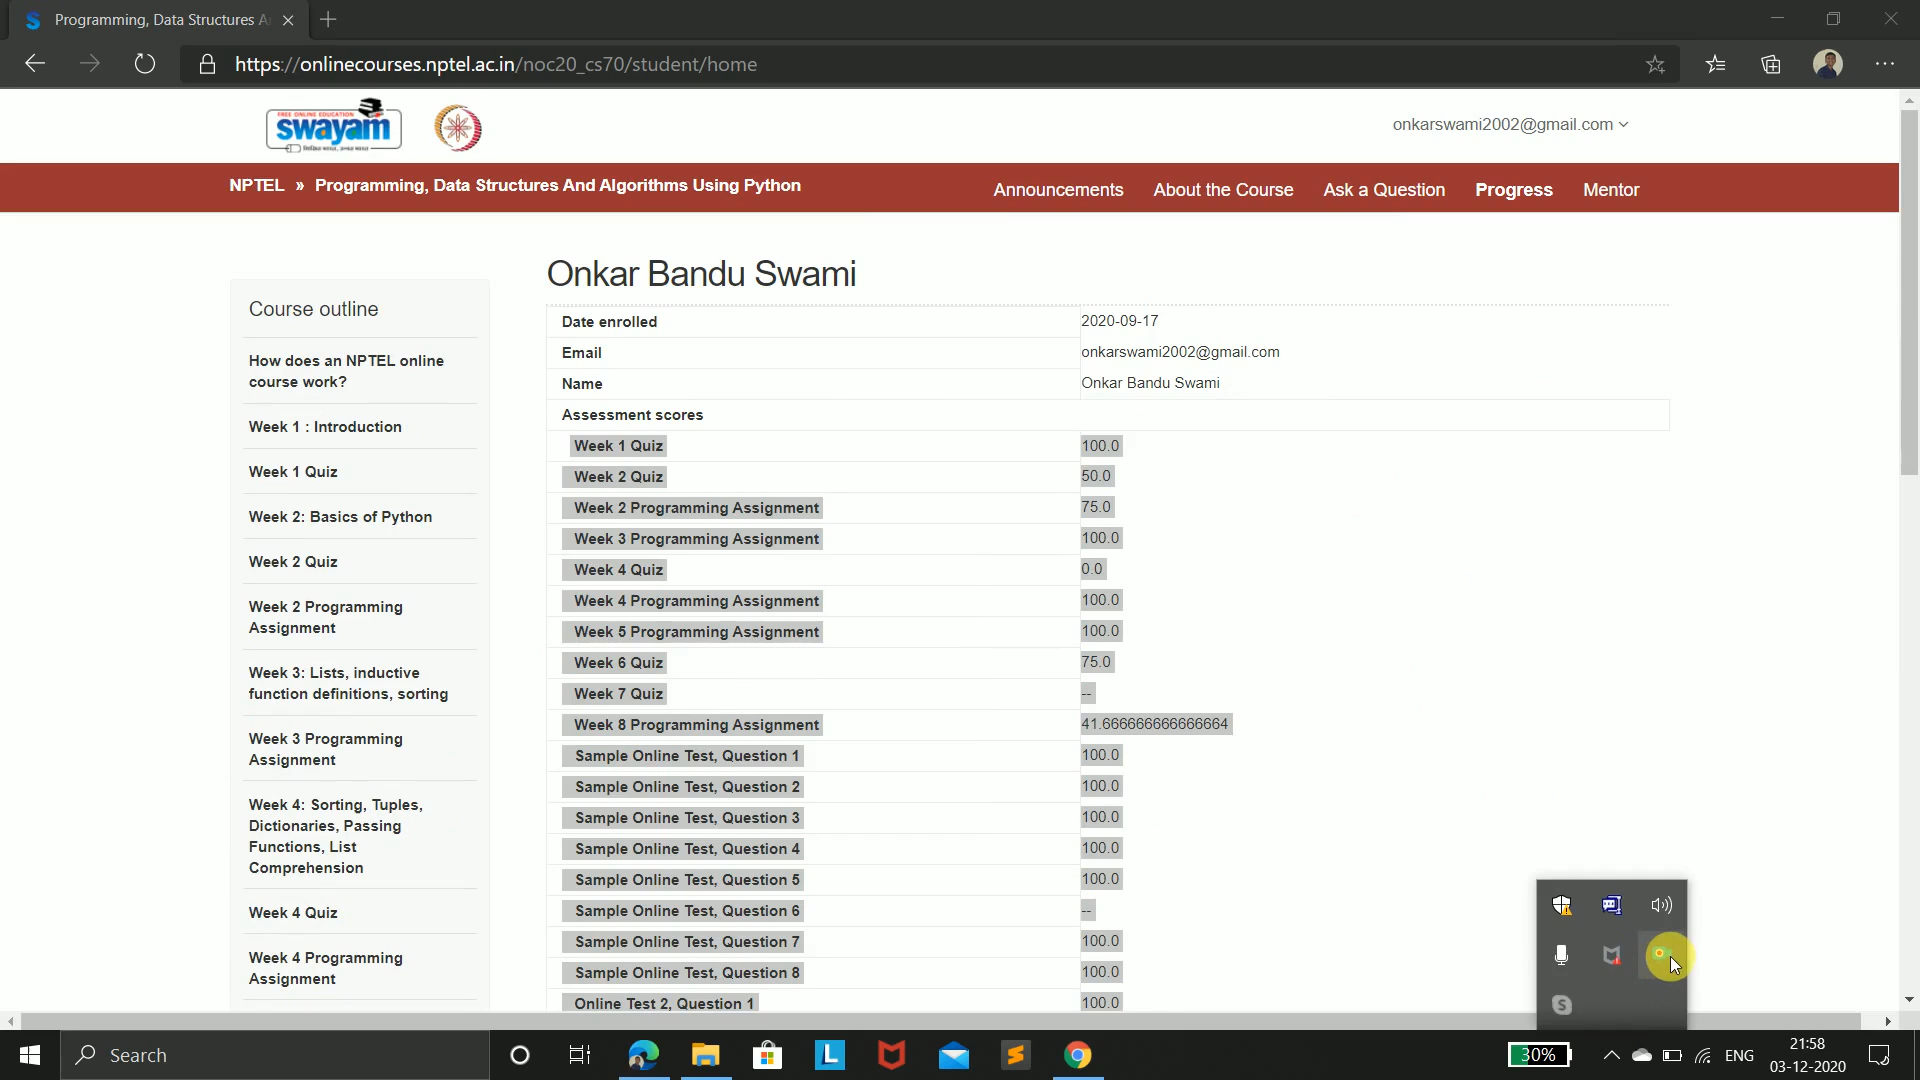 Programming, Data Structures A
https://onlinecourses.nptel.ac.in/noc20_cs70/student/home
FREE ONLINE EDUCATION
swayam
onkarswami2002@gmail.com
NPTEL » Programming, Data Structures And Algorithms Using Python
Announcements About the Course Ask a Question Progress Mentor
Course outline
How does an NPTEL online
course work?
Week 1 : Introduction
Week 1 Quiz
Week 2: Basics of Python
Week 2 Quiz
Week 2 Programming
Assignment
Week 3: Lists, inductive
function definitions, sorting
Week 3 Programming
Assignment
Week 4: Sorting, Tuples,
Dictionaries, Passing
Functions, List
Comprehension
Week 4 Quiz
Week 4 Programming
Assignment
Onkar Bandu Swami
Date enrolled 2020-09-17
Email onkarswami2002@gmail.com
Name Onkar Bandu Swami
Assessment scores
Week 1 Quiz 100.0
Week 2 Quiz 50.0
Week 2 Programming Assignment 75.0
Week 3 Programming Assignment 100.0
Week 4 Quiz 0.0
Week 4 Programming Assignment 100.0
Week 5 Programming Assignment 100.0
Week 6 Quiz 75.0
Week 7 Quiz --
Week 8 Programming Assignment 41.666666666666664
Sample Online Test, Question 1 100.0
Sample Online Test, Question 2 100.0
Sample Online Test, Question 3 100.0
Sample Online Test, Question 4 100.0
Sample Online Test, Question 5 100.0
Sample Online Test, Question 6 --
Sample Online Test, Question 7 100.0
Sample Online Test, Question 8 100.0
Online Test 2, Question 1 100.0
Search
30%
ENG
21:58
03-12-2020